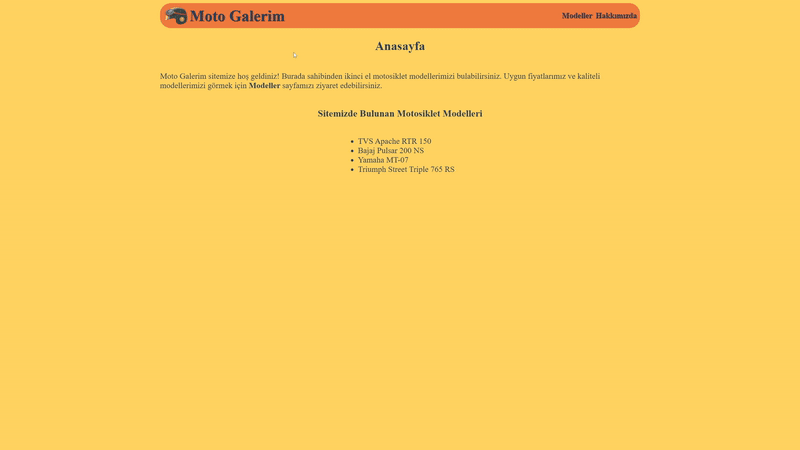 Moto Galerim
Modeller Hakkımızda
Anasayfa
Moto Galerim sitemize hoş geldiniz! Burada sahibinden ikinci el motosiklet modellerimizi bulabilirsiniz. Uygun fiyatlarımız ve kaliteli
modellerimizi görmek için Modeller sayfamızı ziyaret edebilirsiniz.
Sitemizde Bulunan Motosiklet Modelleri
• TVS Apache RTR 150
• Bajaj Pulsar 200 NS
• Yamaha MT-07
• Triumph Street Triple 765 RS